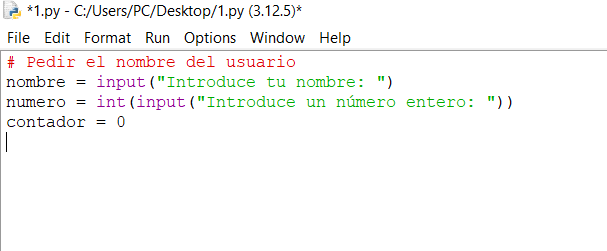 *1.py - C:/Users/PC/Desktop/1.py (3.12.5)*
File Edit Format Run Options Window Help
# Pedir el nombre del usuario
nombre = input("Introduce tu nombre: ")
numero = int(input("Introduce un número entero: "))
contador = 0